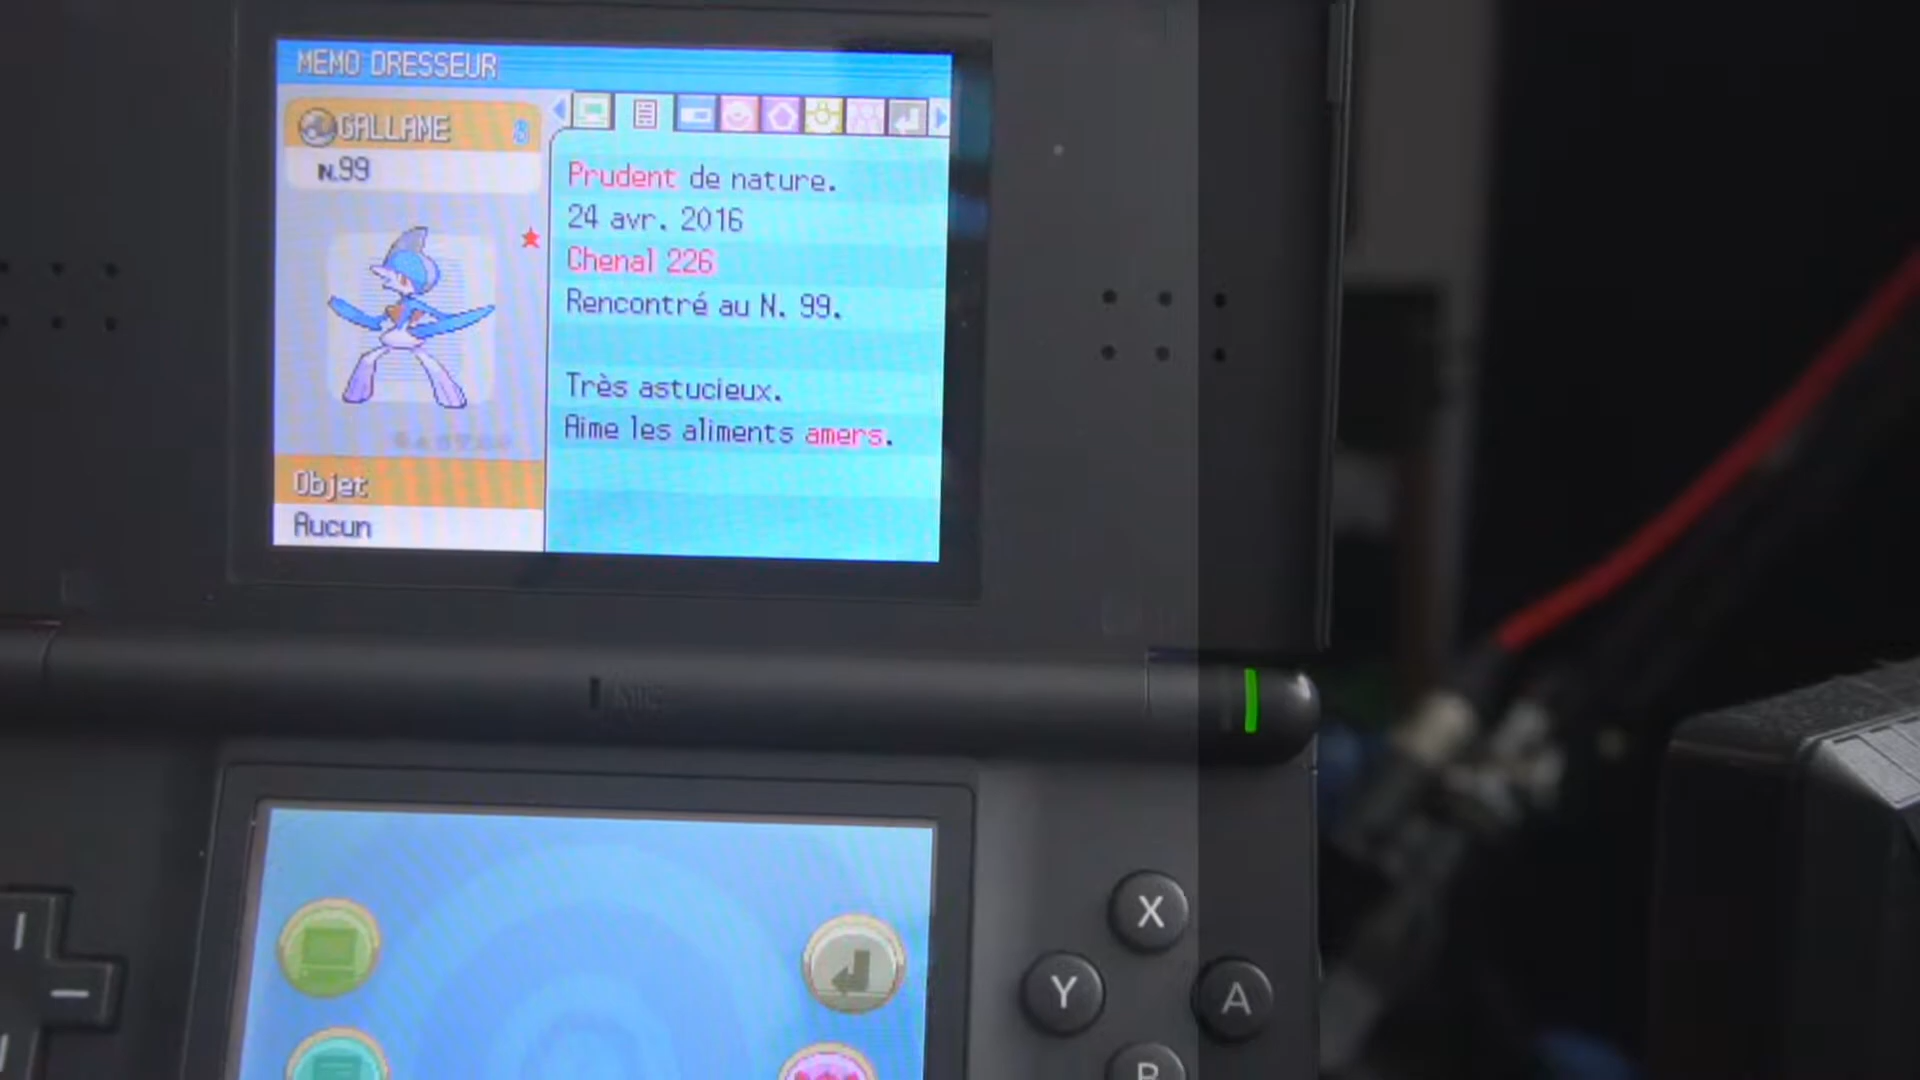 MEMO DRESSEUR
GALLAME
N.99
Prudent de nature.
24 avr. 2016
Chenal 226
Rencontré au N. 99.
Très astucieux.
Aime les aliments amers.
Objet
Aucun
X
Y
A
B